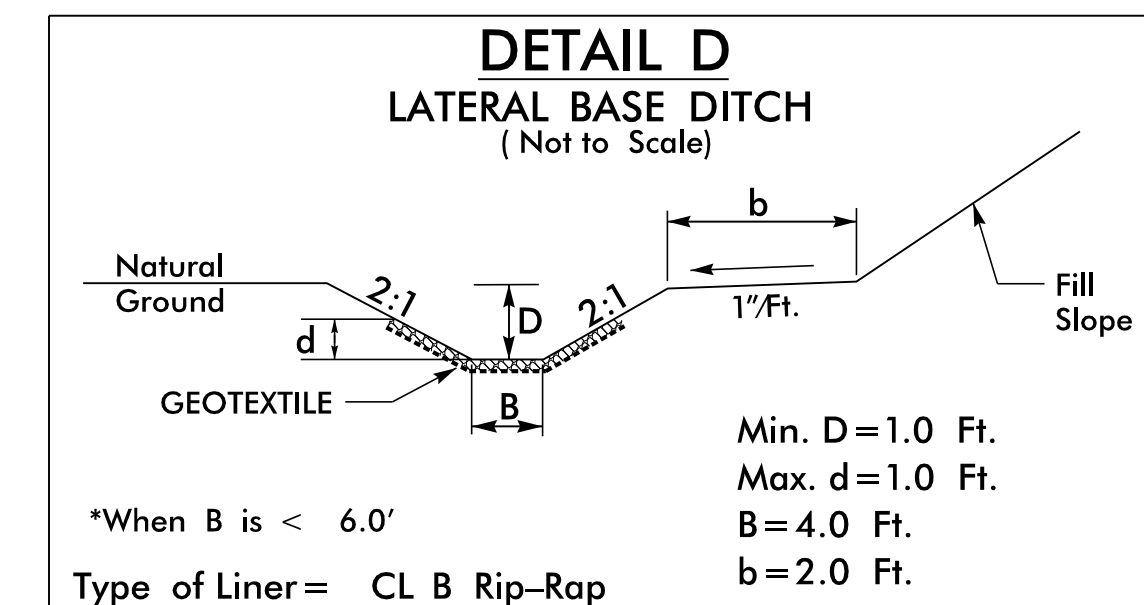 DETAIL D
LATERAL BASE DITCH
( Not to Scale)
b
Natural
Ground
2:1
2:1
D
1"/Ft.
Fill
Slope
d
GEOTEXTILE
B
Min. D=1.0 Ft.
Max. d=1.0 Ft.
*When B is < 6.0'
B=4.0 Ft.
b=2.0 Ft.
Type of Liner= CL B Rip-Rap